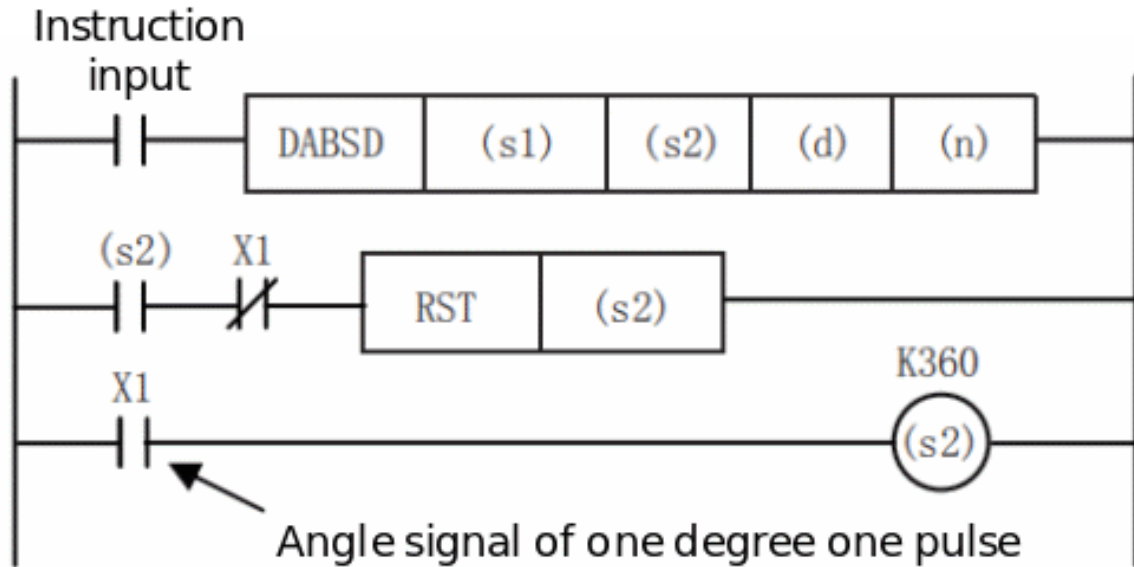 Instruction
input
DABSD (s1) (s2) (d) (n)
(s2) X1
RST (s2)
K360
X1
(s2)
Angle signal of one degree one pulse